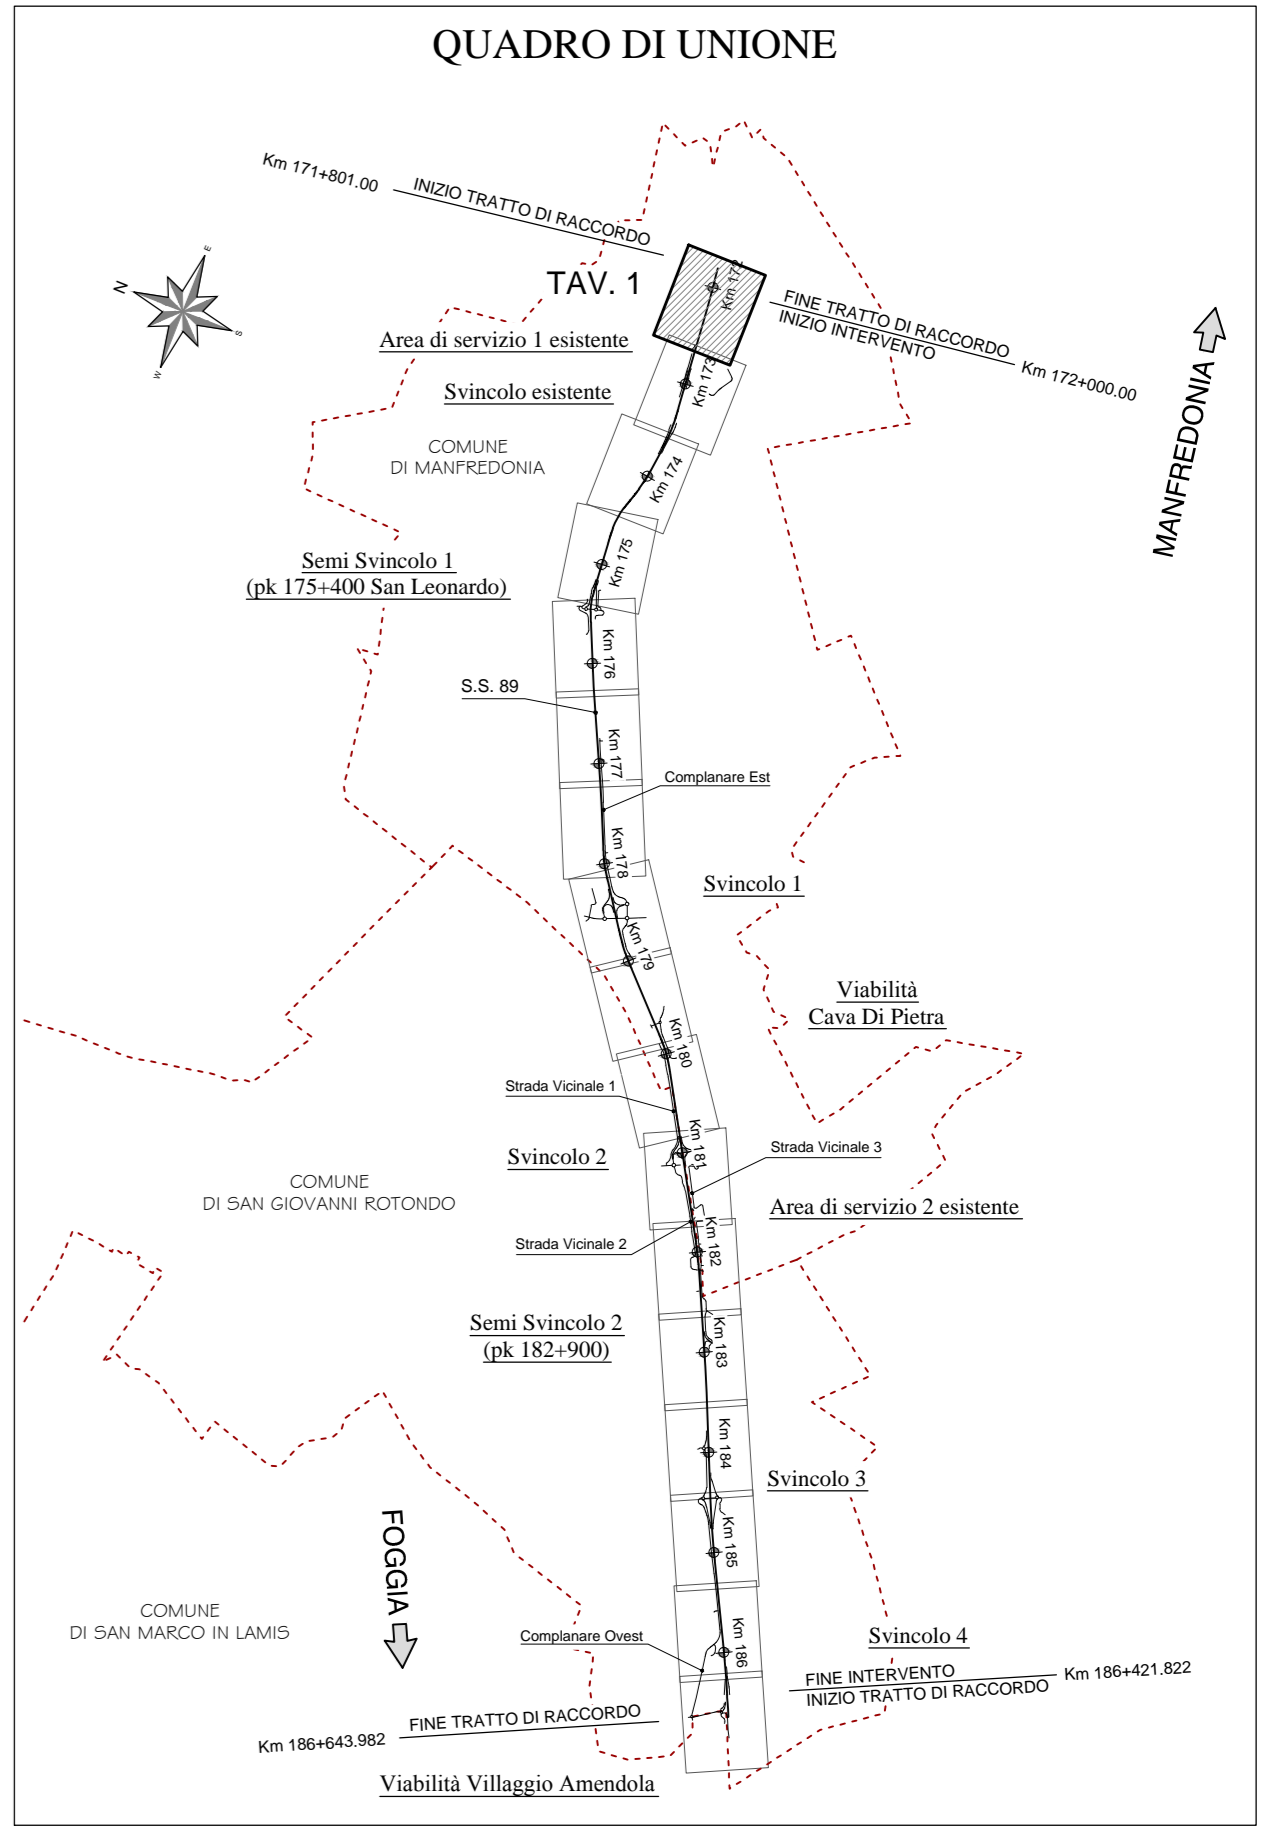 QUADRO DI UNIONE
Km 171+801.00
INIZIO TRATTO DI RACCORDO
N
E
S
W
TAV. 1
Km 172
FINE TRATTO DI RACCORDO
INIZIO INTERVENTO
Km 172+000.00
MANFREDONIA
Area di servizio 1 esistente
Km 173
Svincolo esistente
COMUNE
DI MANFREDONIA
Km 174
Semi Svincolo 1
(pk 175+400 San Leonardo)
Km 175
Km 176
S.S. 89
Km 177
Complanare Est
Km 178
Svincolo 1
Km 179
Viabilità
Cava Di Pietra
Km 180
Strada Vicinale 1
Km 181
Strada Vicinale 3
Svincolo 2
COMUNE
DI SAN GIOVANNI ROTONDO
Area di servizio 2 esistente
Strada Vicinale 2
Km 182
Semi Svincolo 2
(pk 182+900)
Km 183
Km 184
Svincolo 3
FOGGIA
Km 185
COMUNE
DI SAN MARCO IN LAMIS
Complanare Ovest
Km 186
Svincolo 4
FINE INTERVENTO
INIZIO TRATTO DI RACCORDO
Km 186+421.822
FINE TRATTO DI RACCORDO
Km 186+643.982
Viabilità Villaggio Amendola